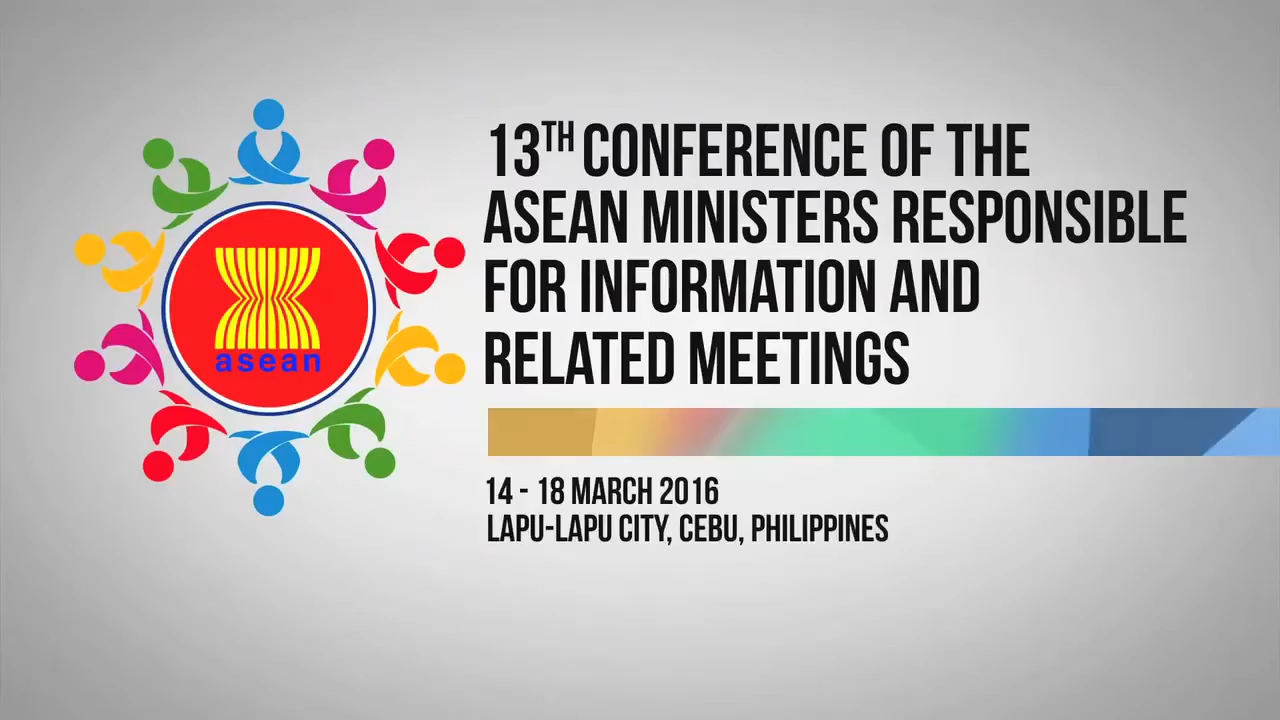 asean
13TH CONFERENCE OF THE
ASEAN MINISTERS RESPONSIBLE
FOR INFORMATION AND
RELATED MEETINGS
14 - 18 MARCH 2016
LAPU-LAPU CITY, CEBU, PHILIPPINES